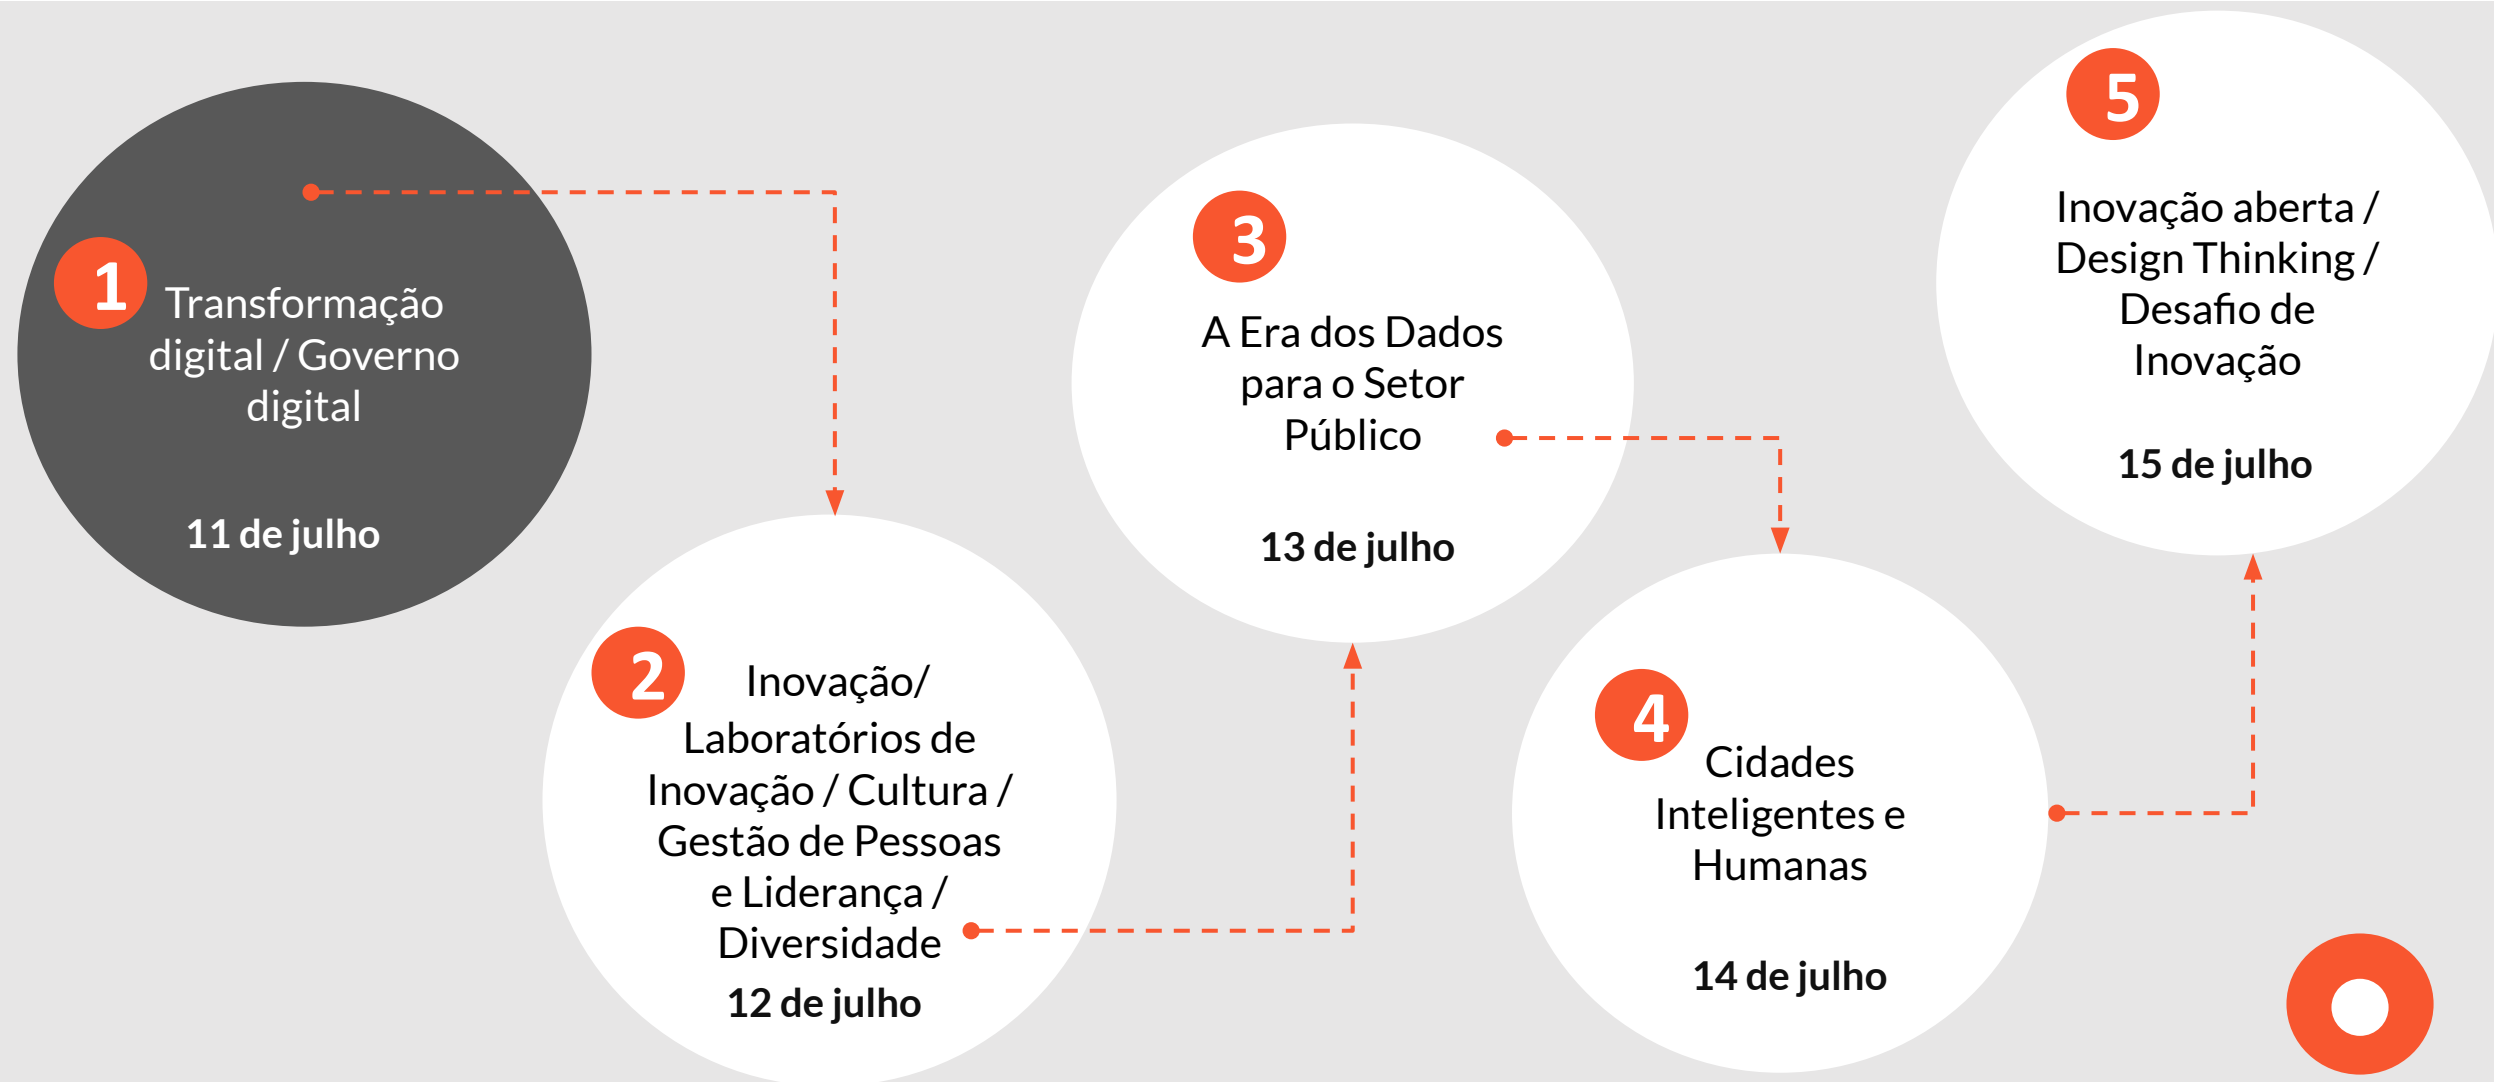 1
Transformação
digital / Governo
digital
11 de julho
2
Inovação/
Laboratórios de
Inovação / Cultura /
Gestão de Pessoas
e Liderança /
Diversidade
12 de julho
3
A Era dos Dados
para o Setor
Público
13 de julho
4
Cidades
Inteligentes e
Humanas
14 de julho
5
Inovação aberta /
Design Thinking /
Desafio de
Inovação
15 de julho